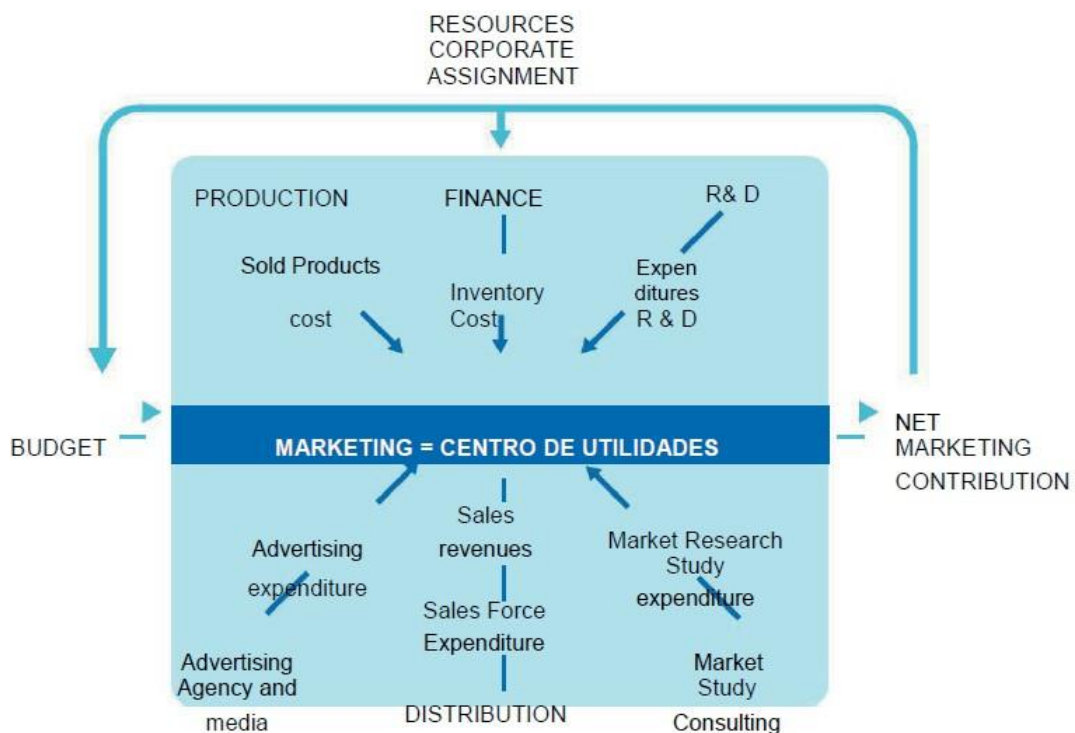 RESOURCES
CORPORATE
ASSIGNMENT
PRODUCTION
FINANCE
R& D
Sold Products
cost
Inventory
Cost
Expen
ditures
R & D
BUDGET
MARKETING = CENTRO DE UTILIDADES
NET
MARKETING
CONTRIBUTION
Advertising
expenditure
Sales
revenues
Market Research
Study
expenditure
Sales Force
Expenditure
Advertising
Agency and
media
DISTRIBUTION
Market
Study
Consulting